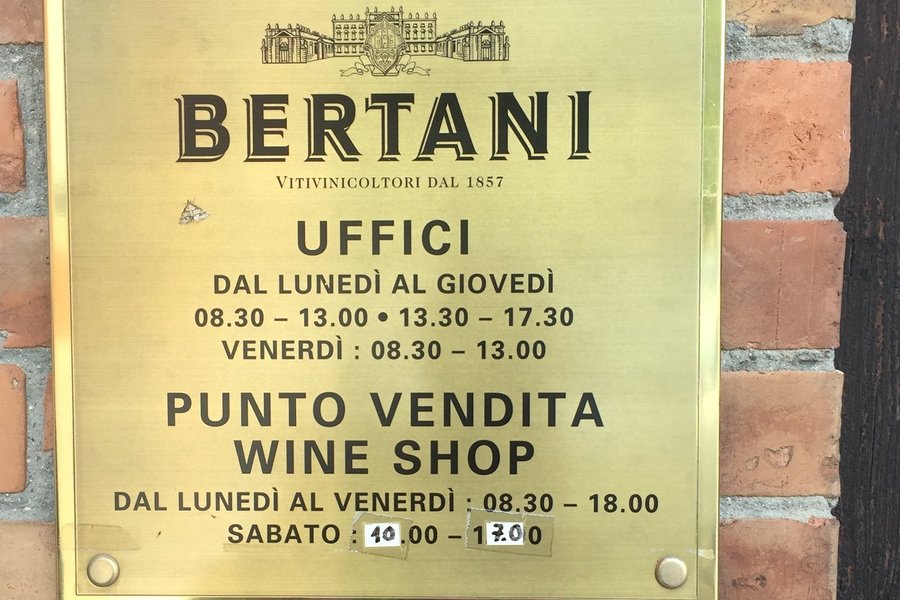 BERTANI
VITIVINICOLTORI DAL 1857
UFFICI
DAL LUNEDÌ AL GIOVEDÌ
08.30 – 13.00 • 13.30 – 17.30
VENERDÌ : 08.30 – 13.00
PUNTO VENDITA
WINE SHOP
DAL LUNEDÌ AL VENERDÌ : 08.30 – 18.00
SABATO : 10.00 – 17.00